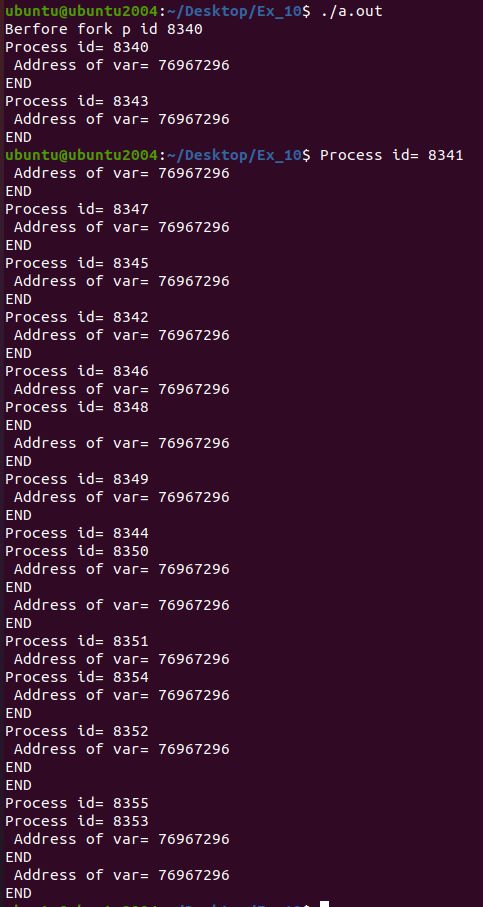 ubuntu@ubuntu2004:~/Desktop/Ex_10$ ./a.out
Berfore fork p id 8340
Process id= 8340
 Address of var= 76967296
END
Process id= 8343
 Address of var= 76967296
END
ubuntu@ubuntu2004:~/Desktop/Ex_10$ Process id= 8341
 Address of var= 76967296
END
Process id= 8347
 Address of var= 76967296
END
Process id= 8345
 Address of var= 76967296
END
Process id= 8342
 Address of var= 76967296
END
Process id= 8346
 Address of var= 76967296
Process id= 8348
END
 Address of var= 76967296
END
Process id= 8349
 Address of var= 76967296
END
Process id= 8344
Process id= 8350
 Address of var= 76967296
END
 Address of var= 76967296
END
Process id= 8351
 Address of var= 76967296
Process id= 8354
 Address of var= 76967296
END
Process id= 8352
 Address of var= 76967296
END
END
Process id= 8355
Process id= 8353
 Address of var= 76967296
END
 Address of var= 76967296
END